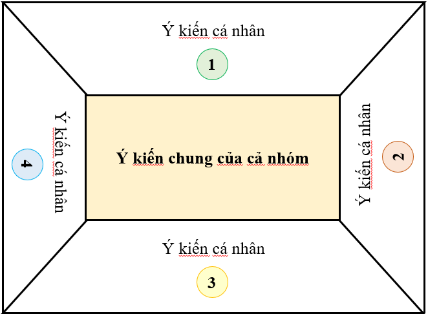 Ý kiến cá nhân
1
Ý kiến cá nhân
4
Ý kiến chung của cả nhóm
Ý kiến cá nhân
2
Ý kiến cá nhân
3